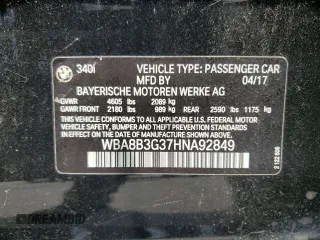 340i VEHICLE TYPE: PASSENGER CAR
MFD BY 04/17
BAYERISCHE MOTOREN WERKE AG
GVWR 4605 lbs 2089 kg
GAWR FRONT 2180 lbs 989 kg REAR 2590 lbs 1175 kg
THIS VEHICLE CONFORMS TO ALL APPLICABLE FEDERAL
MOTOR VEHICLE SAFETY, BUMPER, AND THEFT PREVENTION STANDARDS
IN EFFECT ON THE DATE OF MANUFACTURE SHOWN ABOVE.
WBA8B3G37HNA92849